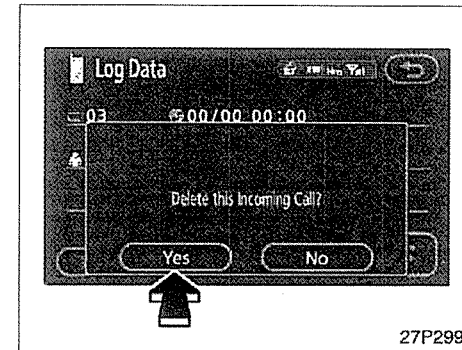 Log Data
03 00/00 00:00
Delete this Incoming Call?
Yes No
27P299